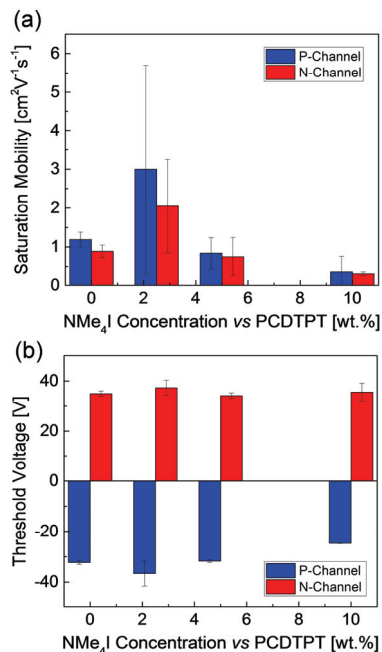 (a)
P-Channel
N-Channel
Saturation Mobility [cm²V⁻¹s⁻¹]
6
5
4
3
2
1
0
0 2 4 6 8 10
NMe₄I Concentration vs PCDTPT [wt.%]
(b)
Threshold Voltage [V]
40
20
0
-20
-40
P-Channel
N-Channel
0 2 4 6 8 10
NMe₄I Concentration vs PCDTPT [wt.%]